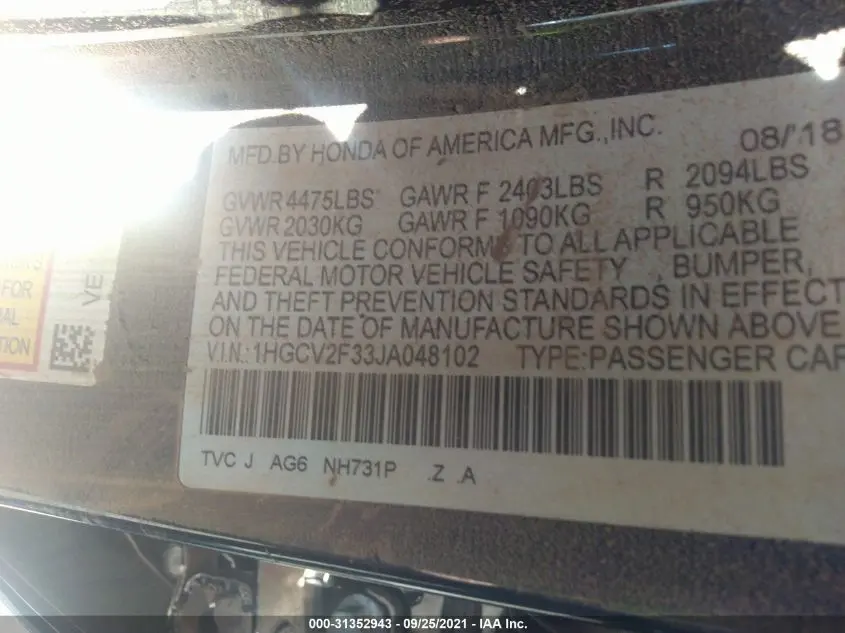 MFD.BY HONDA OF AMERICA MFG.,INC. 08/'18
GVWR 4475LBS GAWR F 2403LBS R 2094LBS
GVWR 2030KG GAWR F 1090KG R 950KG
THIS VEHICLE CONFORMS TO ALL APPLICABLE
FEDERAL MOTOR VEHICLE SAFETY , BUMPER,
AND THEFT PREVENTION STANDARDS IN EFFECT
ON THE DATE OF MANUFACTURE SHOWN ABOVE
V.I.N.: 1HGCV2F33JA048102 TYPE:PASSENGER CAR
TVC J AG6 NH731P .Z .A
FOR
VE
000-31352943 / 09/25/2021 / IAA Inc.